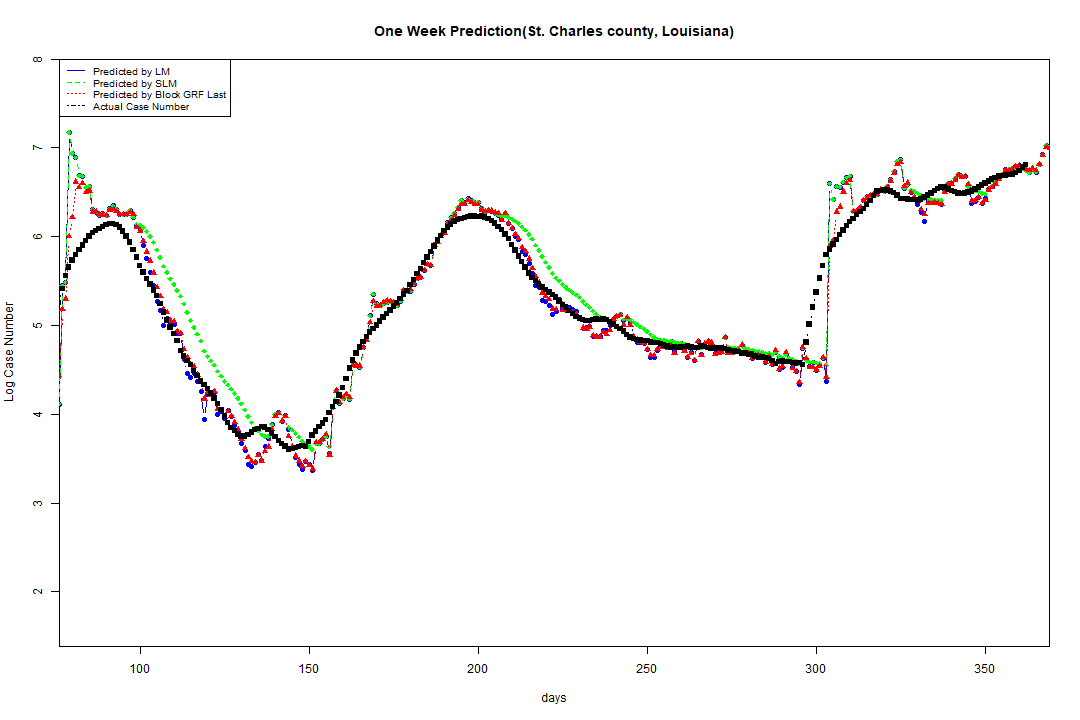 One Week Prediction(St. Charles county, Louisiana)
Predicted by LM
Predicted by SLM
Predicted by Block GRF Last
Actual Case Number
8
7
6
5
4
3
2
Log Case Number
100 150 200 250 300 350
days